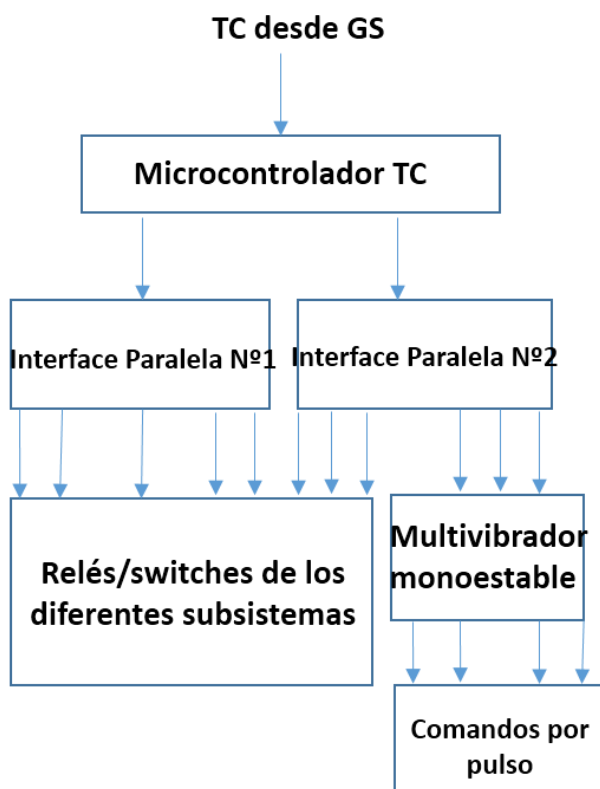 TC desde GS
Microcontrolador TC
Interface Paralela Nº1
Interface Paralela Nº2
Relés/switches de los
diferentes subsistemas
Multivibrador
monoestable
Comandos por
pulso